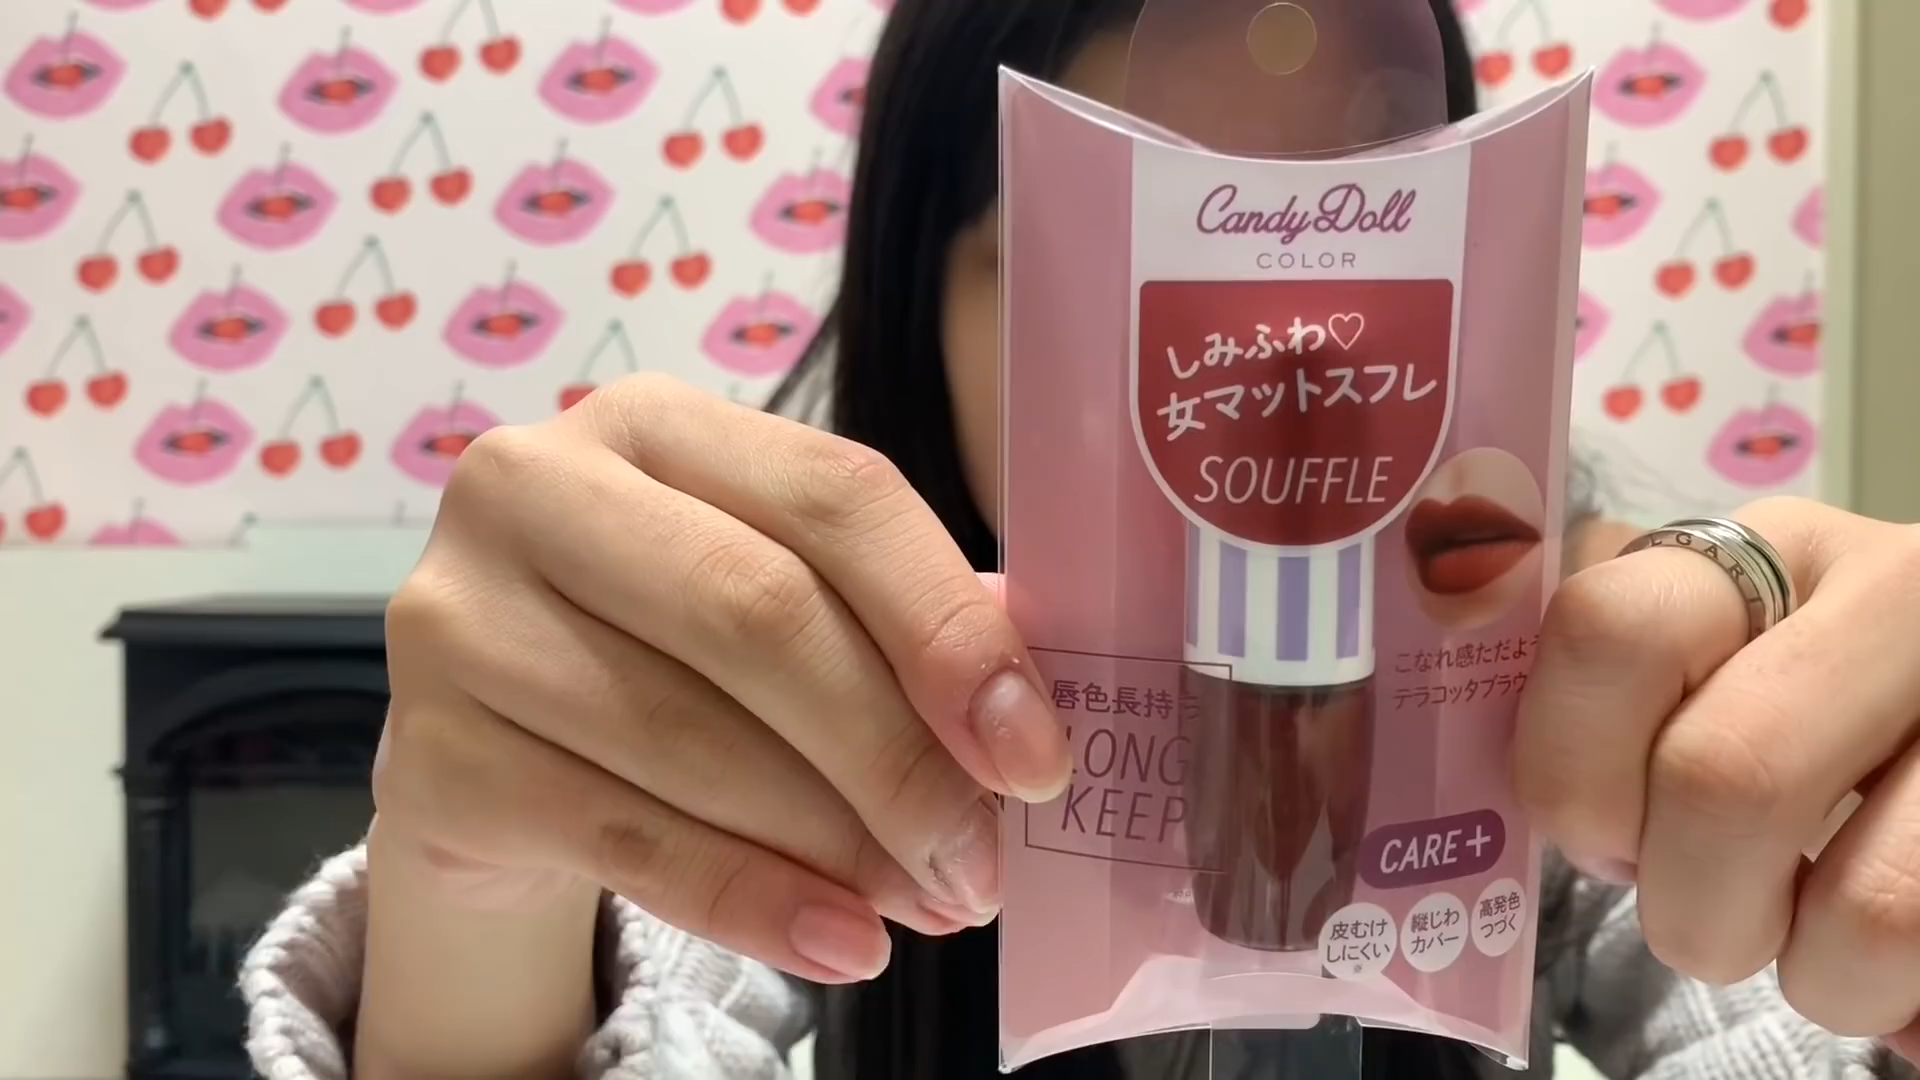 Candy Doll
COLOR
しみふわ♡
女マットスフレ
SOUFFLE
こなれ感ただよう
テラコッタブラウ
唇色長持ち
LONG
KEEP
CARE+
皮むけ
しにくい
※
縦じわ
カバー
高発色
つづく
LGARI